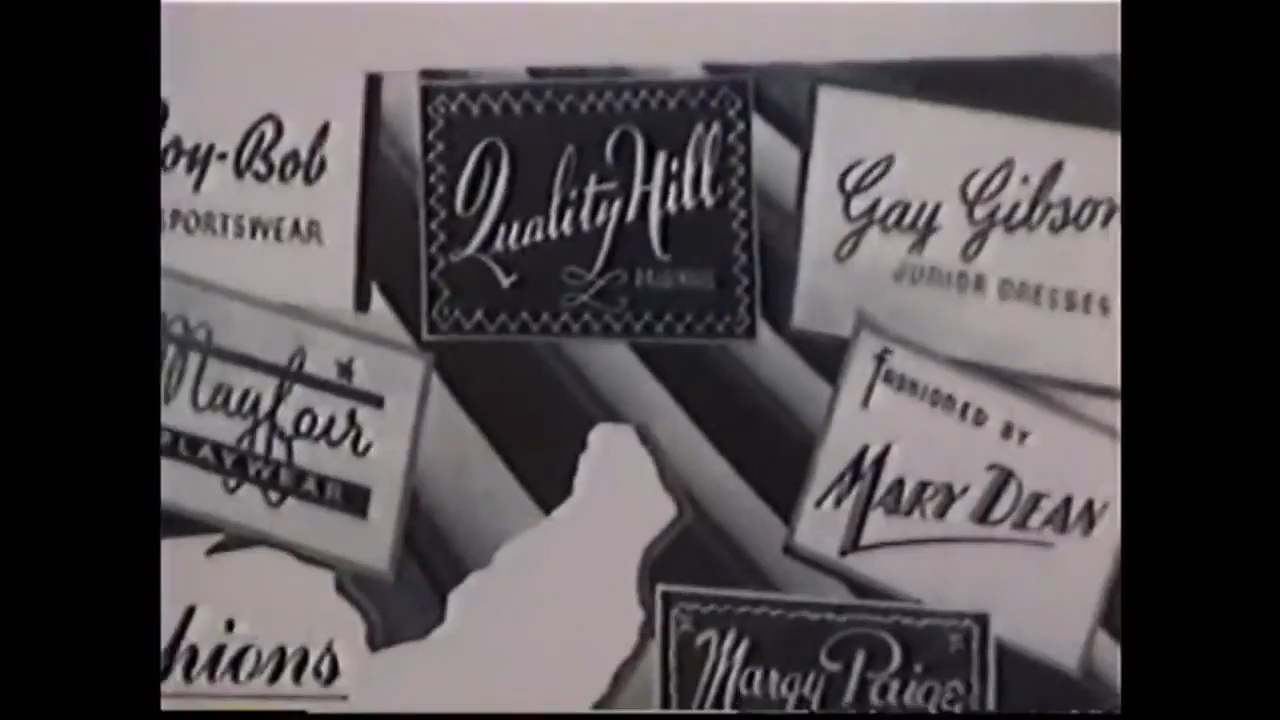 oy-Bob
SPORTSWEAR
Quality Hill
Gay Gibson
JUNIOR DRESSES
Mayfair
PLAYWEAR
FASHIONED BY
MARY DEAN
hions
Margy Paige